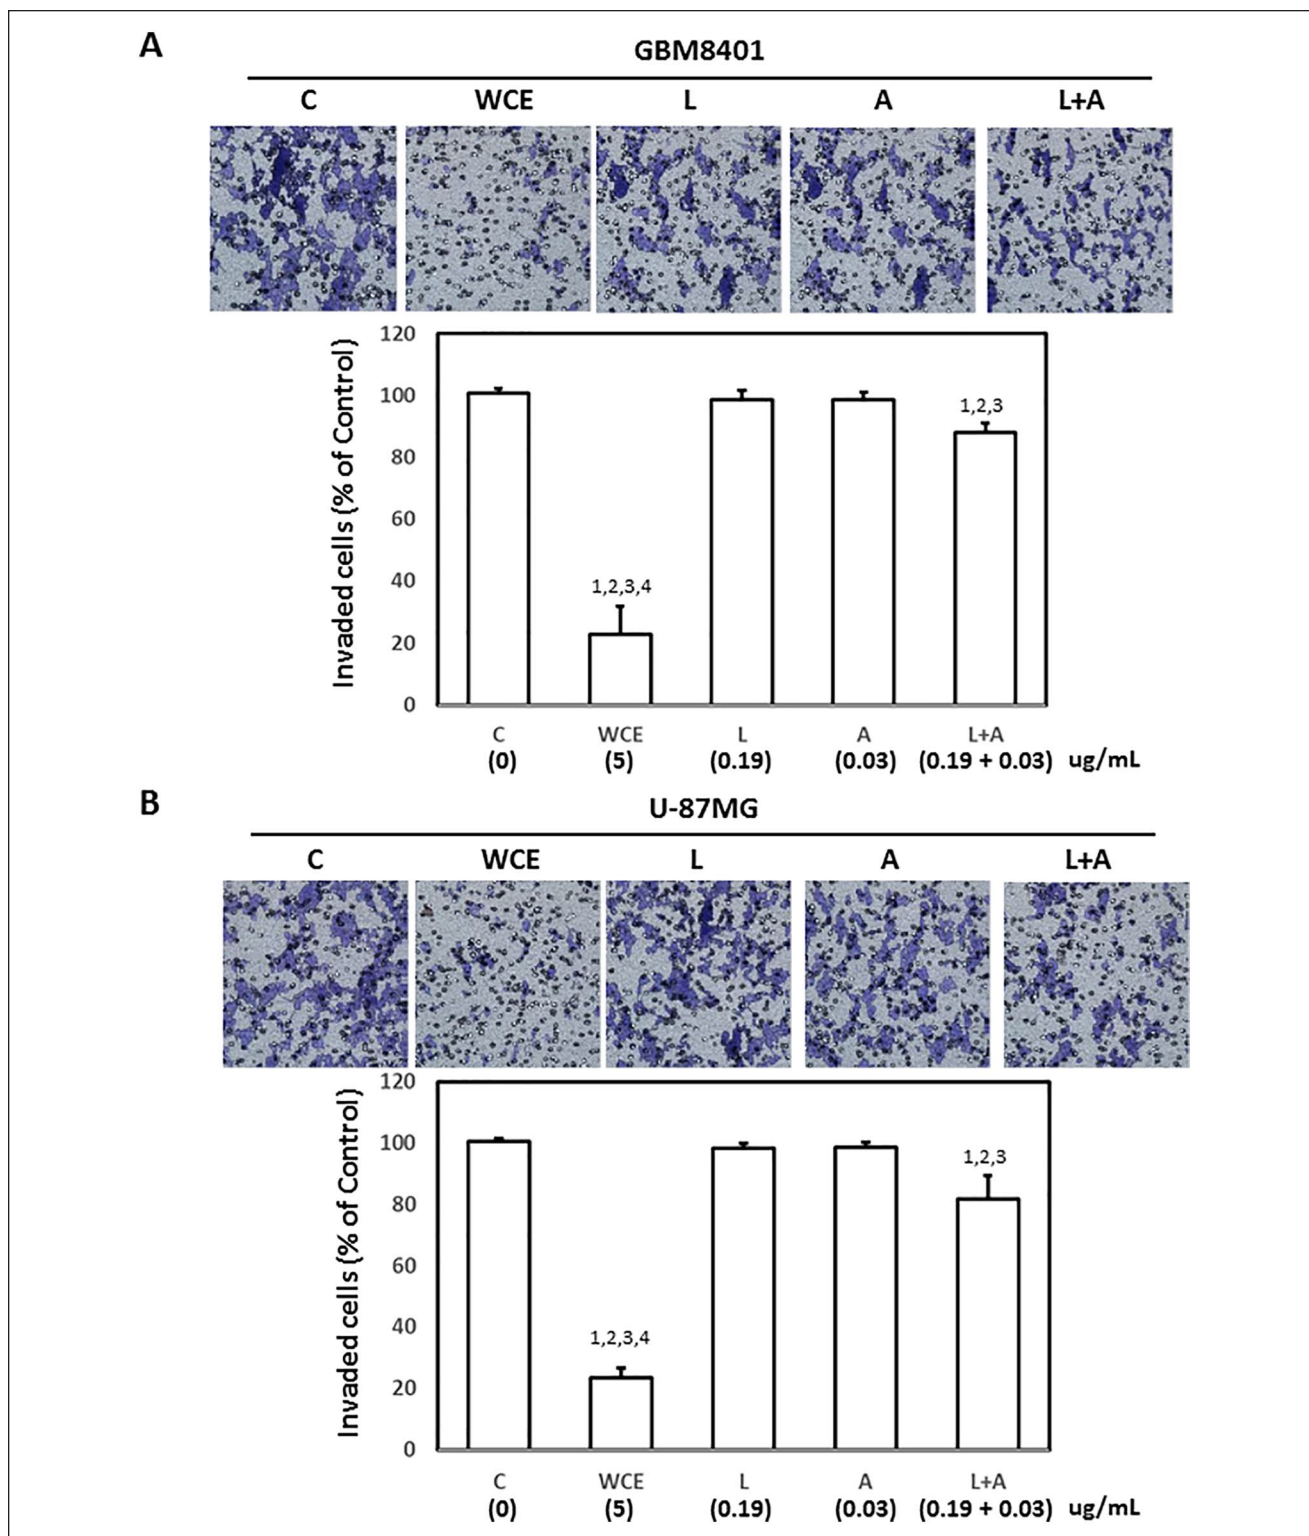 A
GBM8401
C WCE L A L+A
Invaded cells (% of Control)
120
100
80
60
40
20
0
1,2,3,4
1,2,3
C WCE L A L+A
(0) (5) (0.19) (0.03) (0.19 + 0.03) ug/mL
B
U-87MG
C WCE L A L+A
Invaded cells (% of Control)
120
100
80
60
40
20
0
1,2,3,4
1,2,3
C WCE L A L+A
(0) (5) (0.19) (0.03) (0.19 + 0.03) ug/mL